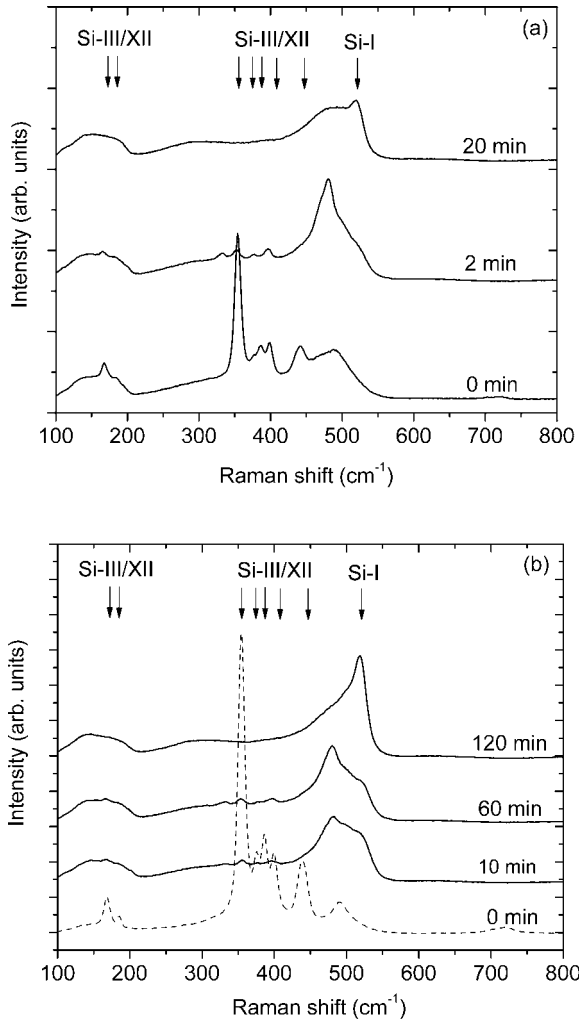 (a)
Si-III/XII Si-III/XII Si-I
20 min
2 min
0 min
Intensity (arb. units)
100 200 300 400 500 600 700 800
Raman shift (cm⁻¹)
(b)
Si-III/XII Si-III/XII Si-I
120 min
60 min
10 min
0 min
Intensity (arb. units)
100 200 300 400 500 600 700 800
Raman shift (cm⁻¹)